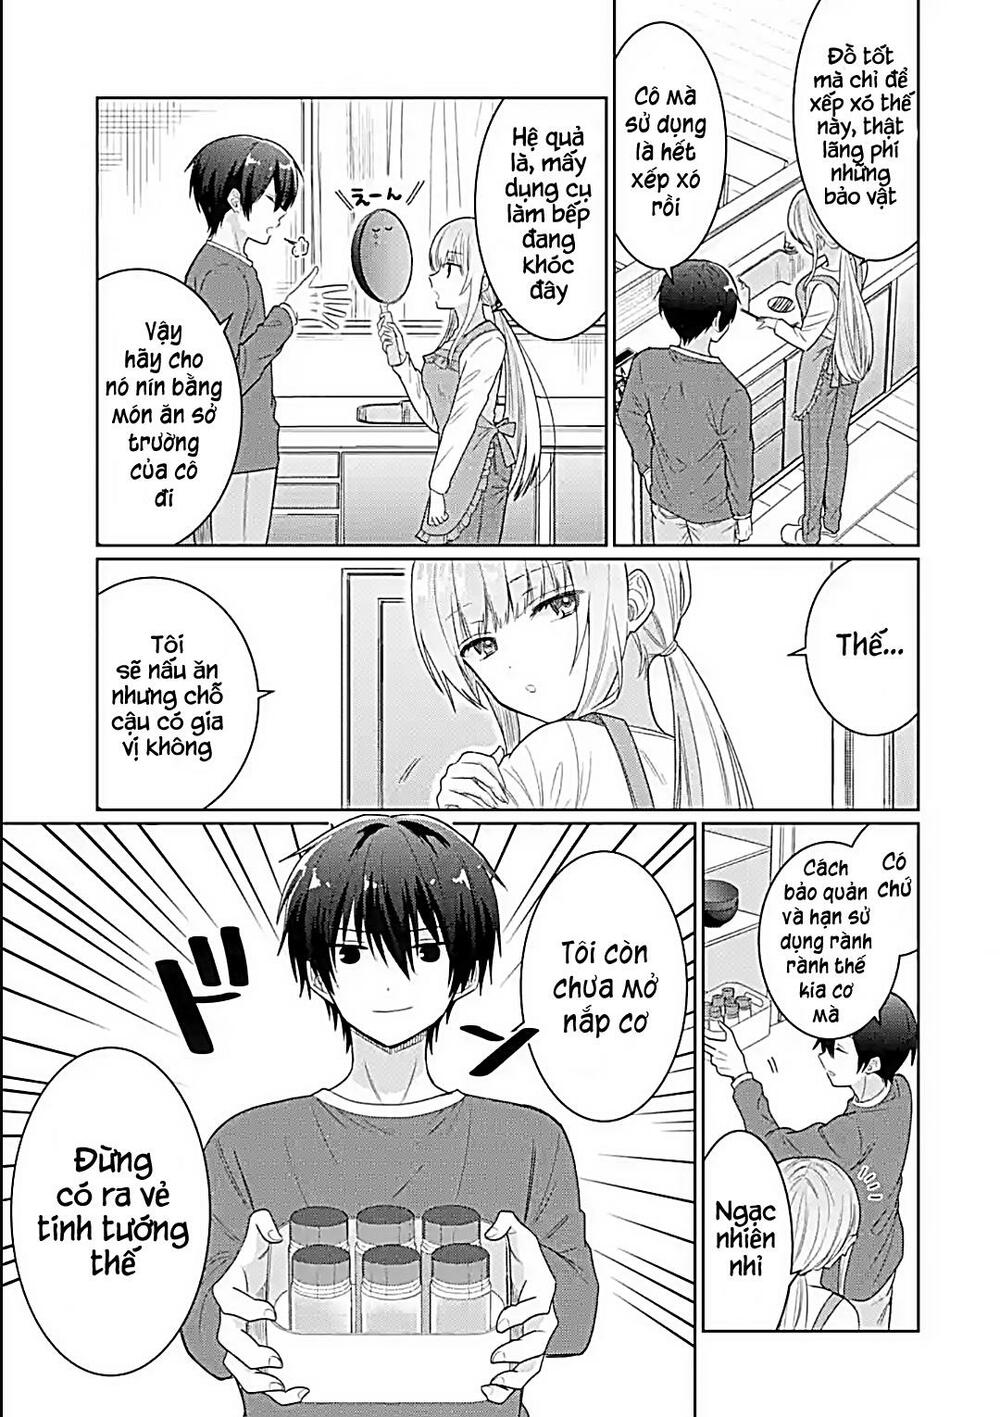 Đồ tốt
mà chỉ để
xếp xó thế
này, thật
lãng phí
những
bảo vật
Cô mà
sử dụng
là hết
xếp xó
rồi
Hệ quả
là, mấy
dụng cụ
làm bếp
đang
khóc
đây
えーん
Vậy
hãy cho
nó nín bằng
món ăn sở
trường
của cô
đi
Thế...
Tôi
sẽ nấu ăn
nhưng chỗ
cậu có gia
vị không
Có
chứ
Cách
bảo quản
và hạn sử
dụng rành
rành thế
kia cơ
mà
Ngạc
nhiên
nhỉ
Tôi còn
chưa mở
nắp cơ
ドン
Đừng
có ra vẻ
tính tướng
thế